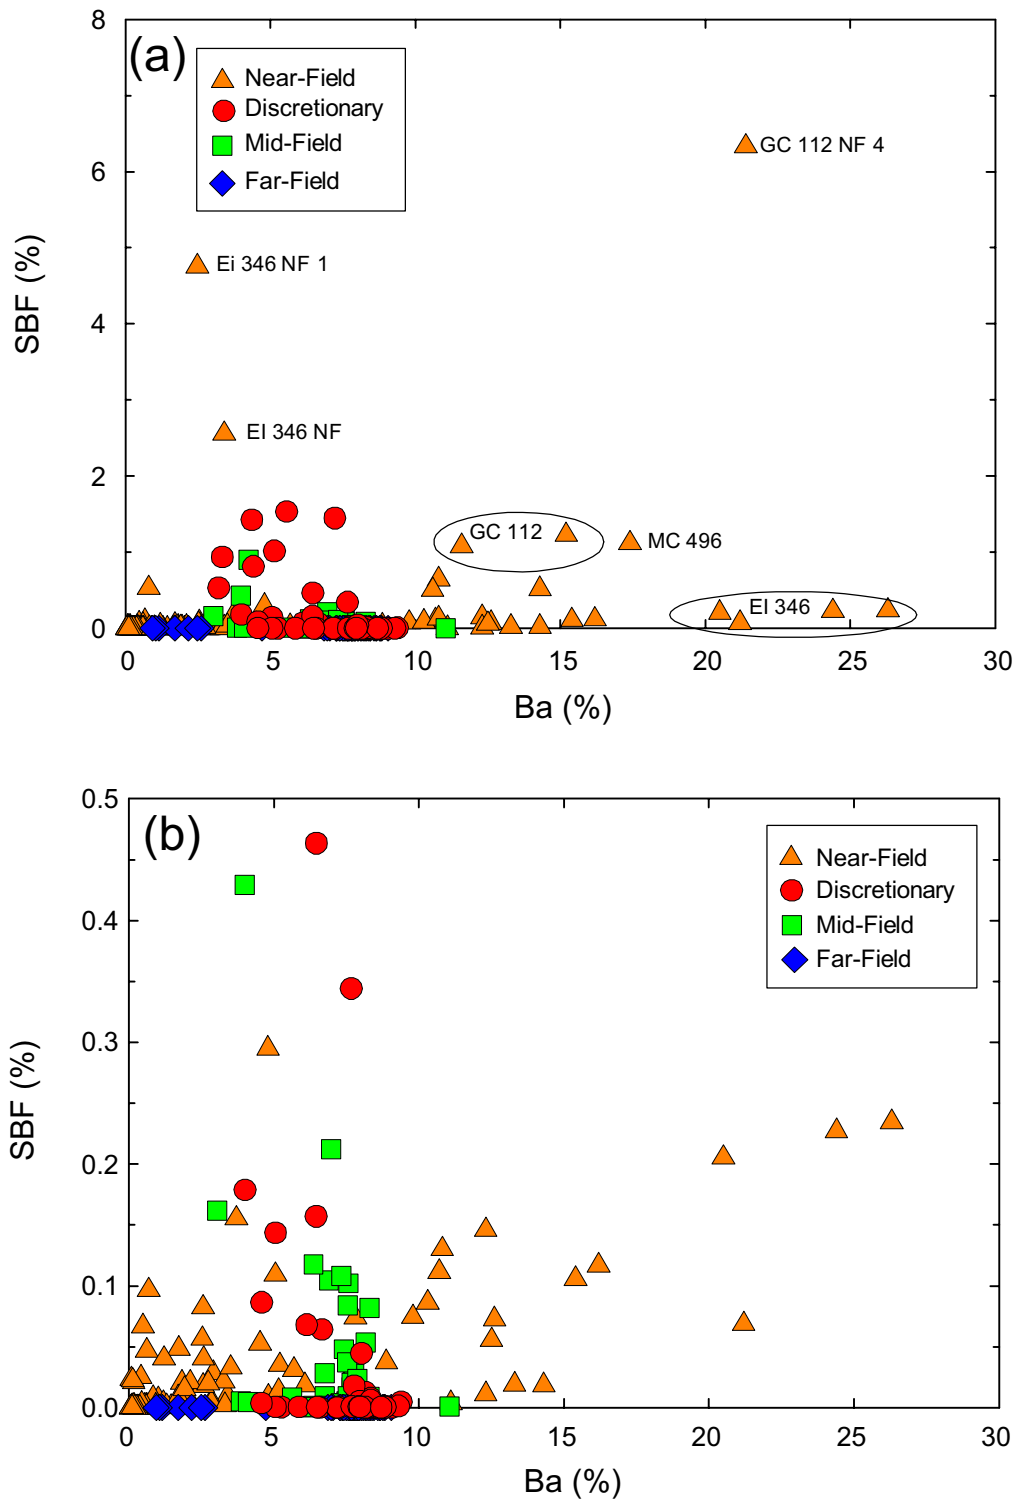 8
(a)
Near-Field
Discretionary
Mid-Field
Far-Field
GC 112 NF 4
6
Ei 346 NF 1
SBF (%)
4
EI 346 NF
2
GC 112
MC 496
EI 346
0
0 5 10 15 20 25 30
Ba (%)
0.5
(b)
Near-Field
Discretionary
Mid-Field
Far-Field
0.4
0.3
SBF (%)
0.2
0.1
0.0
0 5 10 15 20 25 30
Ba (%)